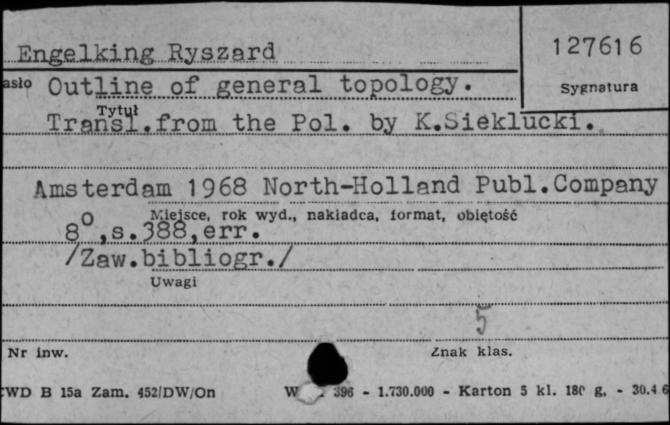 Engelking Ryszard
127616
Sygnatura
asło Outline of general topology.
Tytuł
Transl.from the Pol. by K.Sieklucki.
Amsterdam 1968 North-Holland Publ.Company
Miejsce, rok wyd., nakładca, format, objętość
8°,s.388,err.
/Zaw.bibliogr./
Uwagi
5
Nr inw.
Znak klas.
CWD B 15a Zam. 452/DW/On
396 - 1.730.000 - Karton 5 kl. 180 g. - 30.4.6